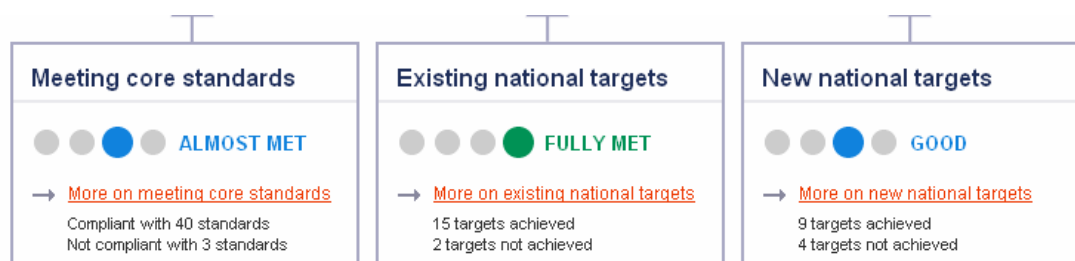 Meeting core standards
ALMOST MET
More on meeting core standards
Compliant with 40 standards
Not compliant with 3 standards
Existing national targets
FULLY MET
More on existing national targets
15 targets achieved
2 targets not achieved
New national targets
GOOD
More on new national targets
9 targets achieved
4 targets not achieved